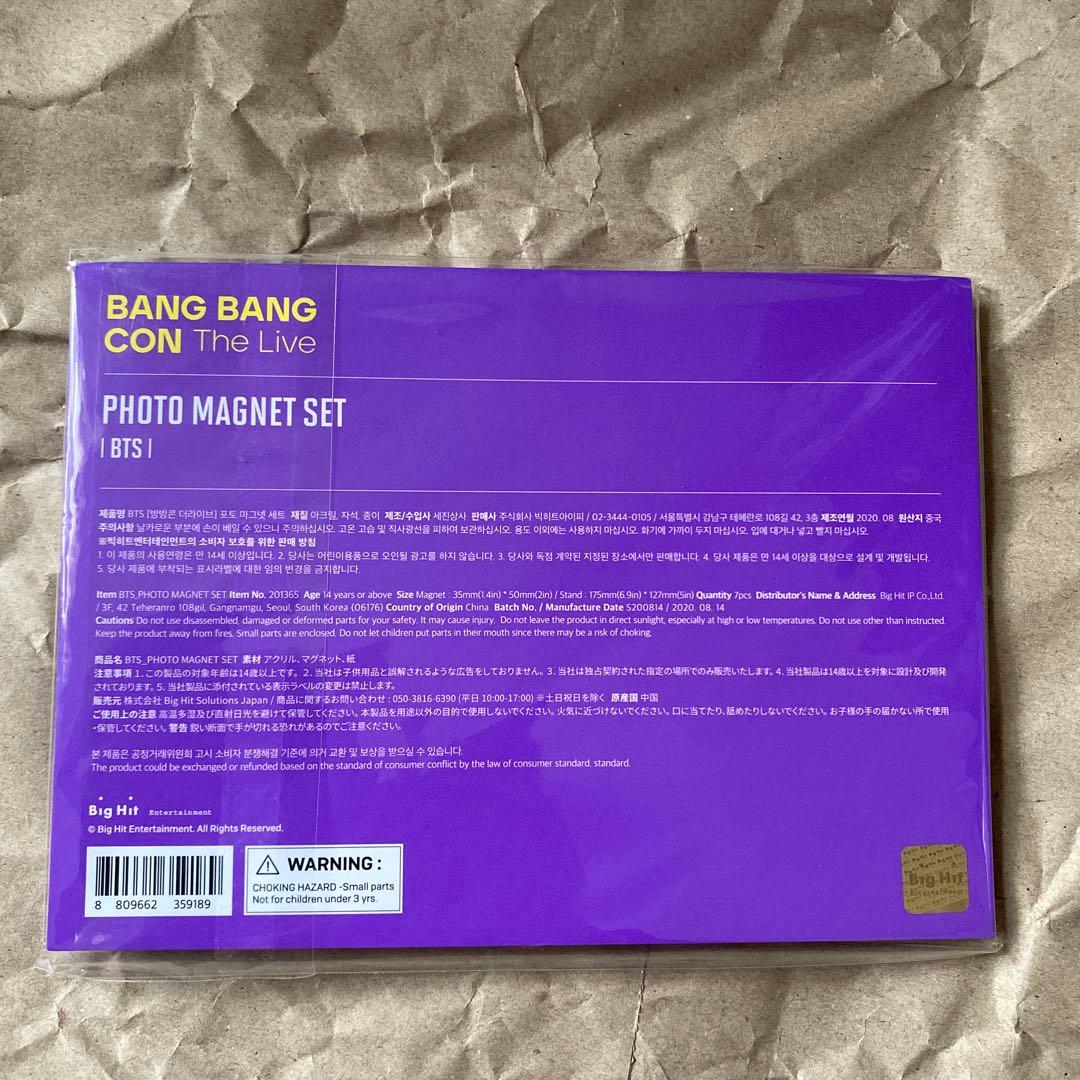 BANG BANG
CON The Live
PHOTO MAGNET SET
| BTS |
제품명 BTS [방방콘 더라이브] 포토 마그넷 세트 재질 아크릴, 자석, 종이 제조/수입사 세진상사 판매사 주식회사 빅히트아이피 / 02-3444-0105 / 서울특별시 강남구 테헤란로 108길 42, 3층 제조연월 2020. 08 원산지 중국
주의사항 날카로운 부분에 손이 베일 수 있으니 주의하십시오. 고온 고습 및 직사광선을 피하여 보관하십시오. 용도 이외에는 사용하지 마십시오. 화기에 가까이 두지 마십시오. 입에 대거나 넣고 빨지 마십시오.
※빅히트엔터테인먼트의 소비자 보호를 위한 판매 방침
1. 이 제품의 사용연령은 만 14세 이상입니다. 2. 당사는 어린이용품으로 오인될 광고를 하지 않습니다. 3. 당사와 독점 계약된 지정된 장소에서만 판매합니다. 4. 당사 제품은 만 14세 이상을 대상으로 설계 및 개발됩니다.
5. 당사 제품에 부착되는 표시라벨에 대한 임의 변경을 금지합니다.
Item BTS_PHOTO MAGNET SET Item No. 201365 Age 14 years or above Size Magnet : 35mm(1.4in) * 50mm(2in) / Stand : 175mm(6.9in) * 127mm(5in) Quantity 7pcs Distributor's Name & Address Big Hit IP Co,.Ltd.
/ 3F, 42 Teheranro 108gil, Gangnamgu, Seoul, South Korea (06176) Country of Origin China Batch No. / Manufacture Date S200814 / 2020. 08. 14
Cautions Do not use disassembled, damaged or deformed parts for your safety. It may cause injury. Do not leave the product in direct sunlight, especially at high or low temperatures. Do not use other than instructed.
Keep the product away from fires. Small parts are enclosed. Do not let children put parts in their mouth since there may be a risk of choking.
商品名 BTS_PHOTO MAGNET SET 素材 アクリル、マグネット、紙
注意事項 1. この製品の対象年齢は14歳以上です。 2. 当社は子供用品と誤解されるような広告をしておりません。 3. 当社は独占契約された指定の場所でのみ販売いたします。 4. 当社製品は14歳以上を対象に設計及び開発
されております。 5. 当社製品に添付されている表示ラベルの変更は禁止します。
販売元 株式会社 Big Hit Solutions Japan / 商品に関するお問い合わせ : 050-3816-6390 (平日 10:00-17:00) ※土日祝日を除く 原産国 中国
ご使用上の注意 高温多湿及び直射日光を避けて保管してください。本製品を用途以外の目的で使用しないでください。火気に近づけないでください。口に当てたり、舐めたりしないでください。お子様の手の届かない所で使用
・保管してください。 警告 鋭い断面で手が切れる恐れがあるのでご注意ください。
본 제품은 공정거래위원회 고시 소비자 분쟁해결 기준에 의거 교환 및 보상을 받으실 수 있습니다.
The product could be exchanged or refunded based on the standard of consumer conflict by the law of consumer standard. standard.
Big Hit Entertainment
© Big Hit Entertainment. All Rights Reserved.
8 809662 359189
WARNING :
CHOKING HAZARD -Small parts
Not for children under 3 yrs.
Big Hit
Entertainment